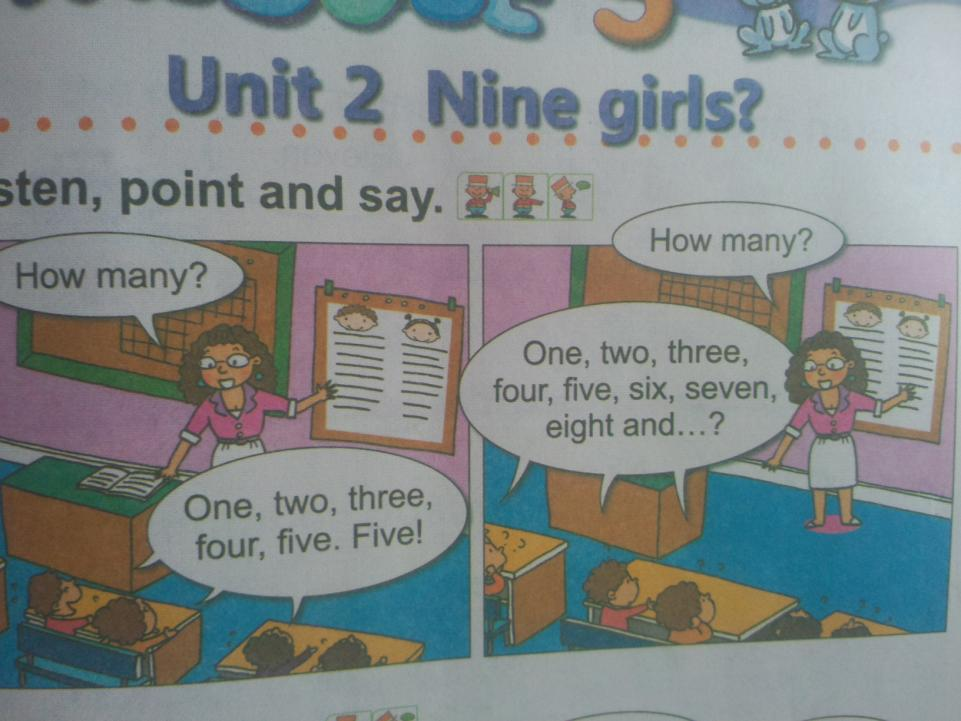 Unit 2 Nine girls?
sten, point and say.
How many?
One, two, three,
four, five. Five!
How many?
One, two, three,
four, five, six, seven,
eight and...?